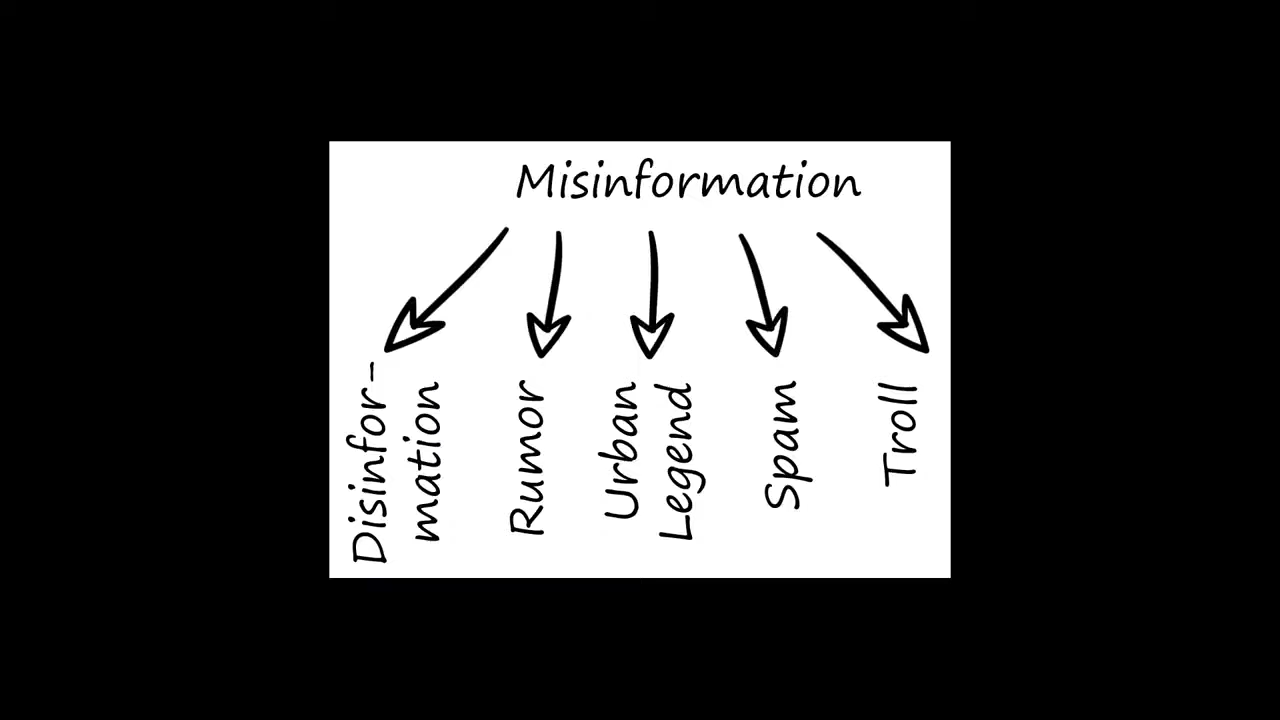 Misinformation
Disinfor-
mation
Rumor
Urban
Legend
Spam
Troll